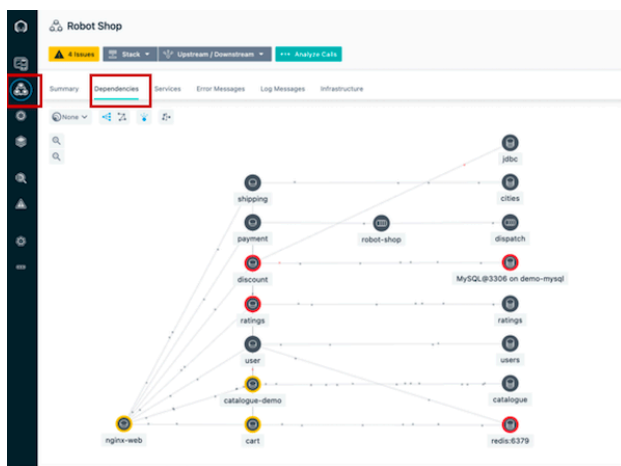 Robot Shop
4 Issues Stack Upstream / Downstream Analyze Calls
Summary Dependencies Services Error Messages Log Messages Infrastructure
None
jdbc
shipping cities
payment robot-shop dispatch
discount MySQL@3306 on demo-mysql
ratings ratings
user users
catalogue-demo catalogue
nginx-web cart redis:6379